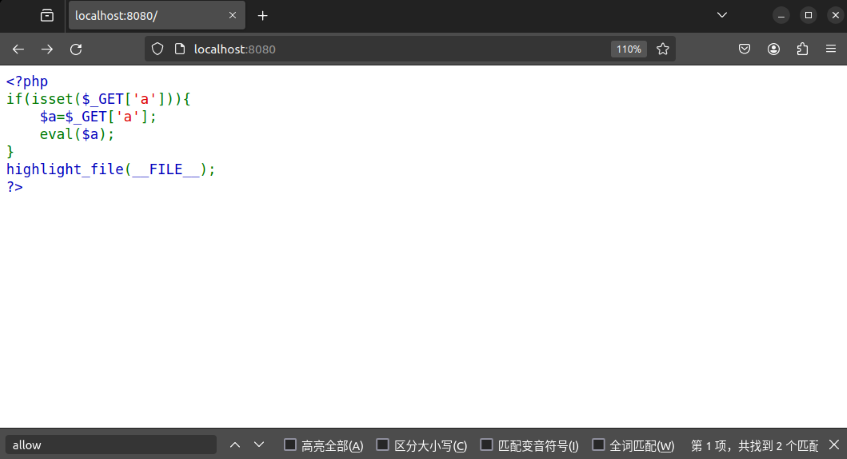 localhost:8080/
localhost:8080
110%
<?php
if(isset($_GET['a'])){
    $a=$_GET['a'];
    eval($a);
}
highlight_file(__FILE__);
?>
allow
高亮全部(A)
区分大小写(C)
匹配变音符号(I)
全词匹配(W)
第 1 项，共找到 2 个匹配